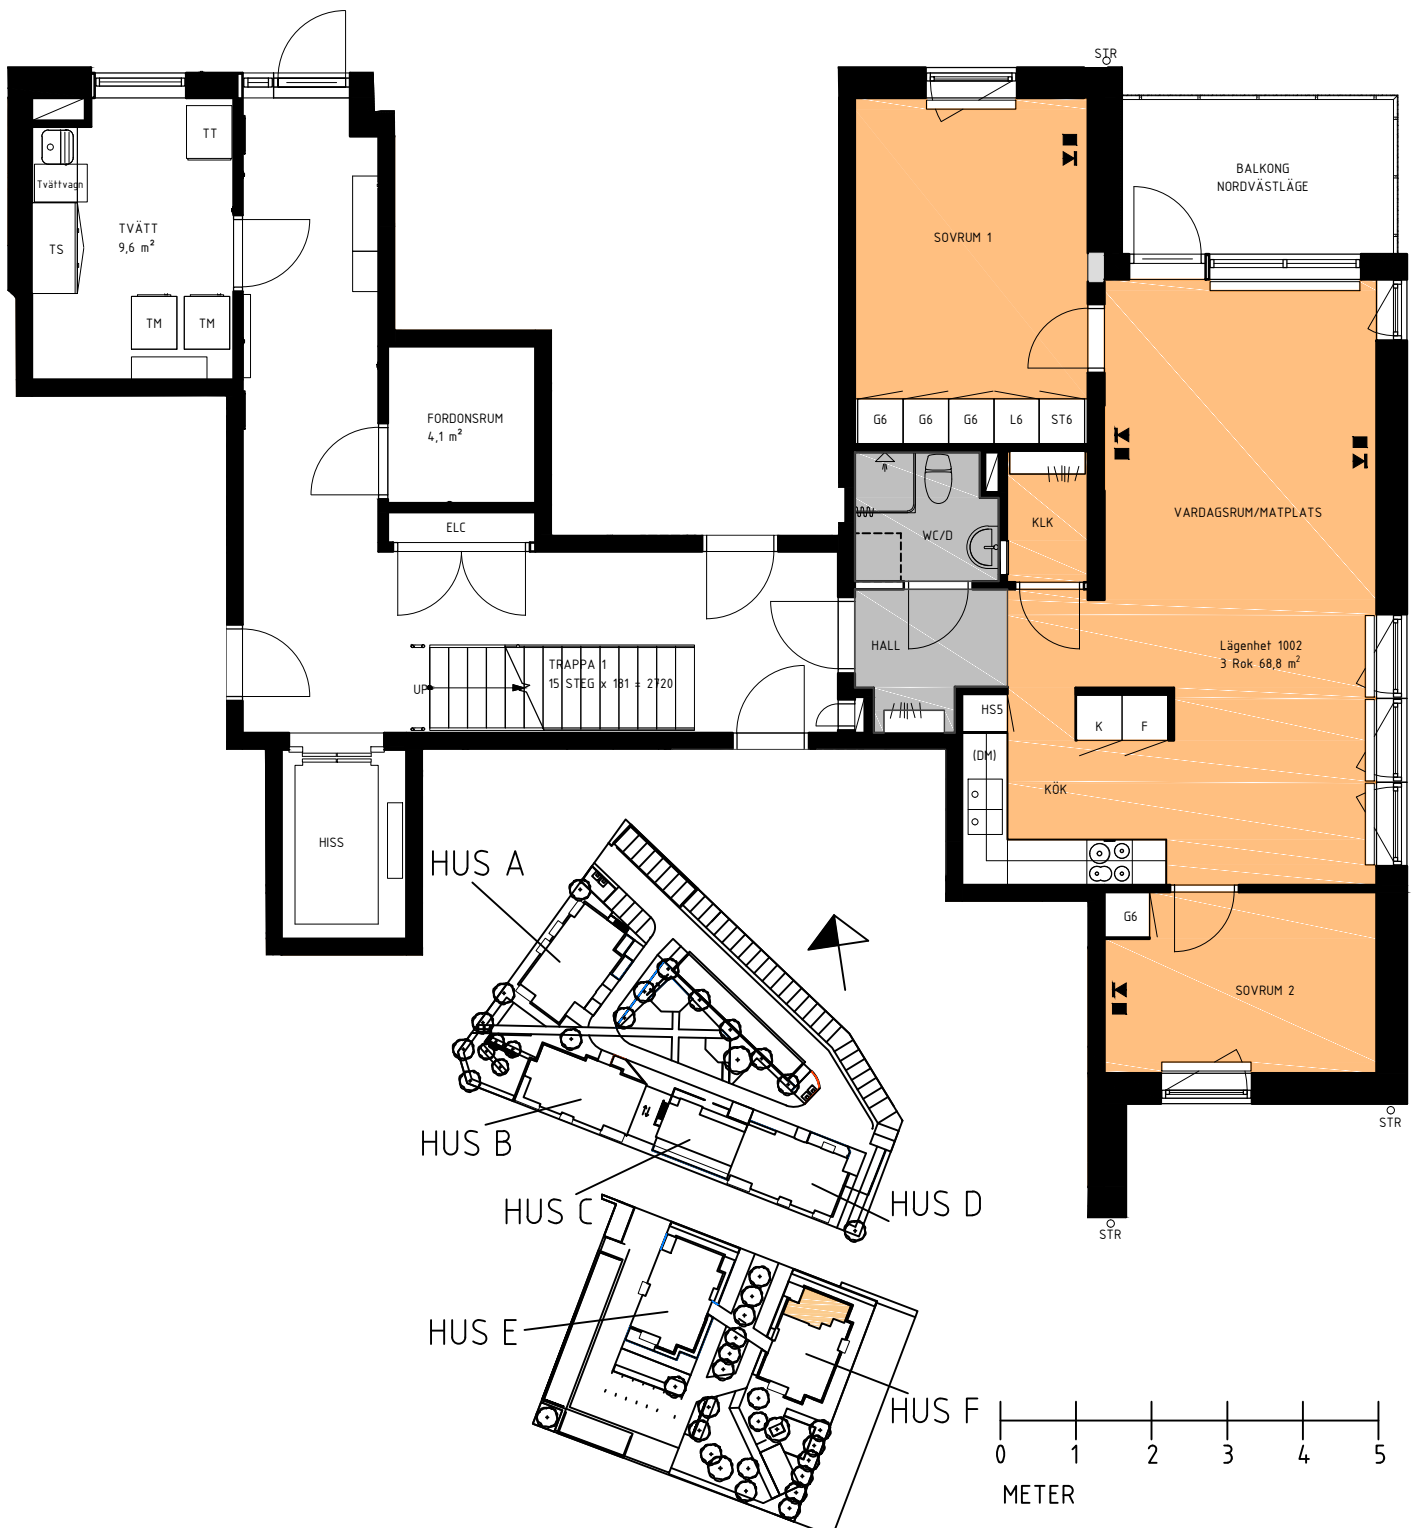 STR
TT
Tvättvagn
TS
TVÄTT
9,6 m²
TM
TM
BALKONG
NORDVÄSTLÄGE
SOVRUM 1
G6
G6
G6
L6
ST6
FORDONSRUM
4,1 m²
ELC
WC/D
KLK
VARDAGSRUM/MATPLATS
HALL
Lägenhet 1002
3 Rok 68,8 m²
TRAPPA 1
15 STEG x 181 = 2720
UP
HS5
K
F
(DM)
KÖK
HISS
G6
SOVRUM 2
STR
STR
HUS A
HUS B
HUS C
HUS D
HUS E
HUS F
0 1 2 3 4 5
METER